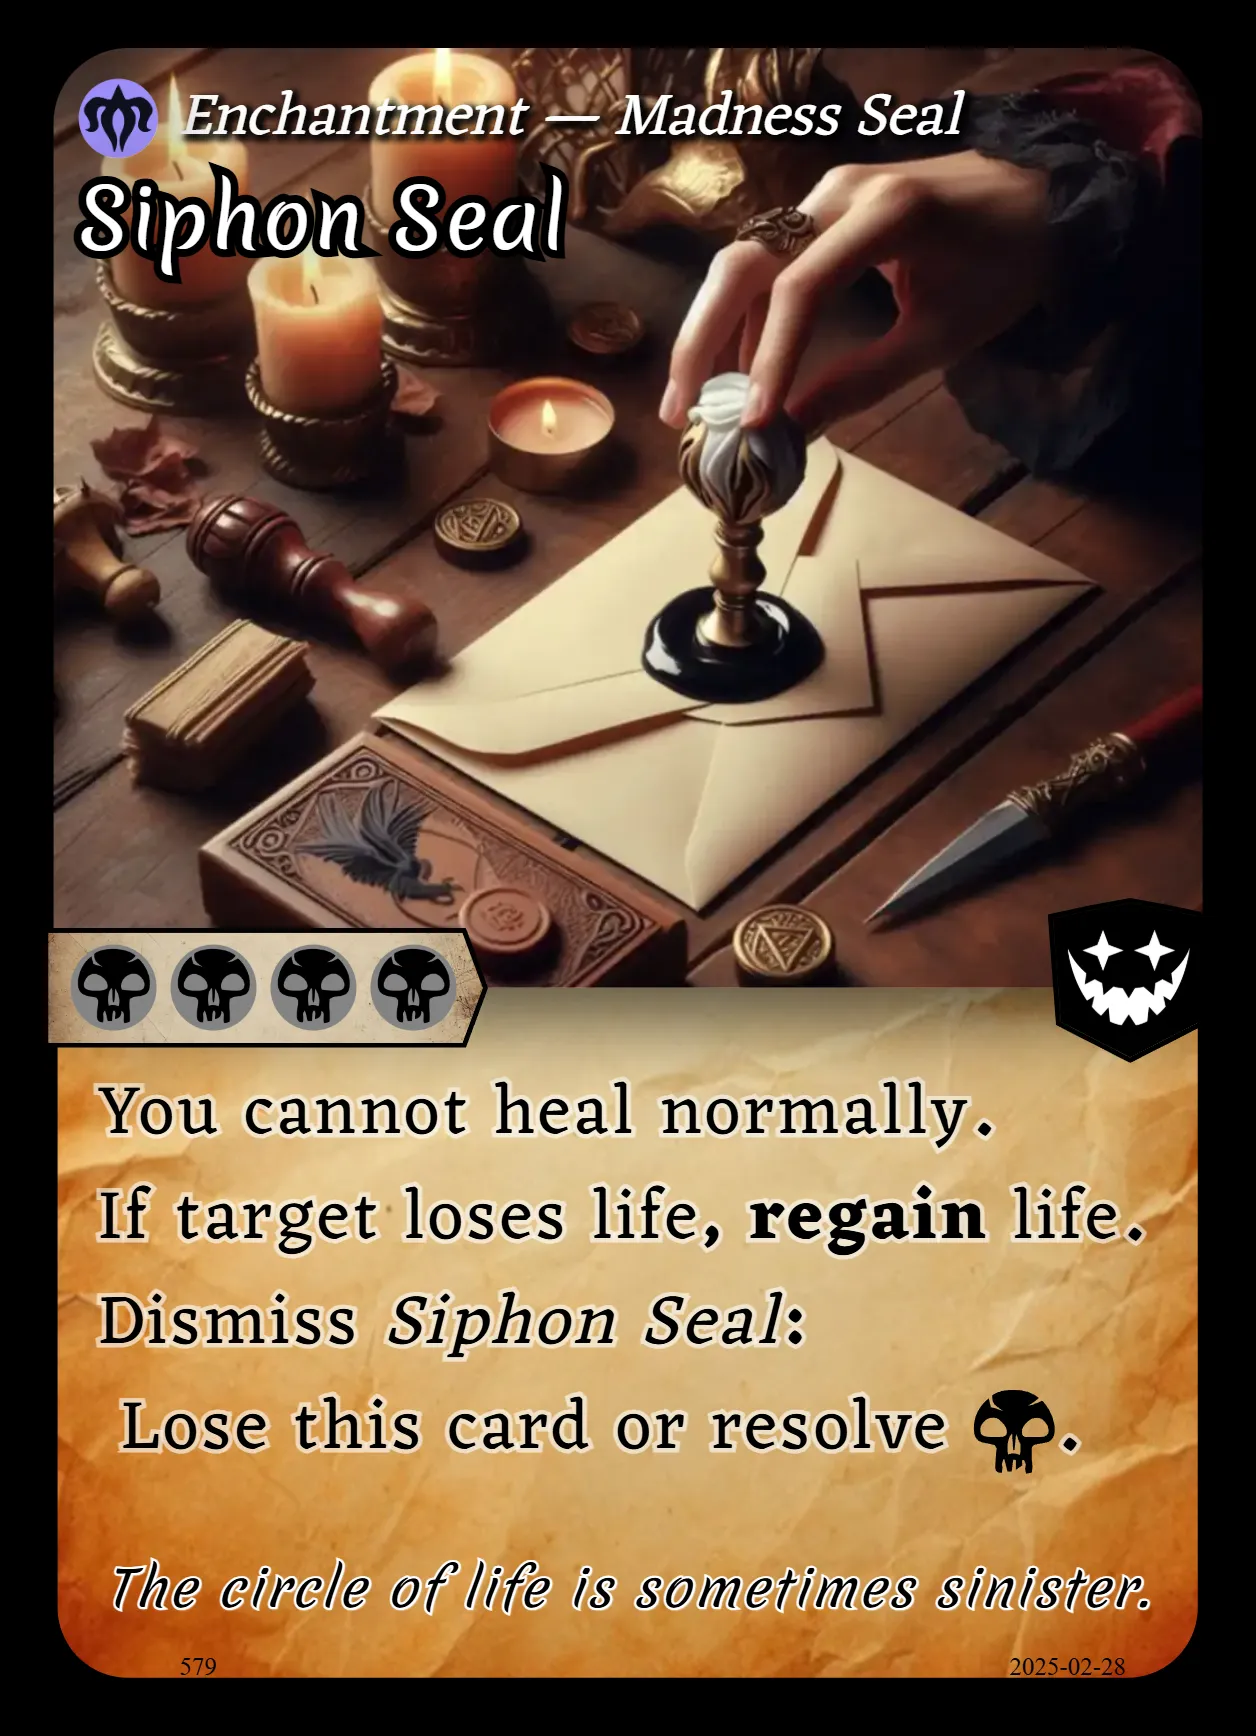 Enchantment — Madness Seal
Siphon Seal
You cannot heal normally.
If target loses life, regain life.
Dismiss Siphon Seal:
Lose this card or resolve .
The circle of life is sometimes sinister.
579
2025-02-28